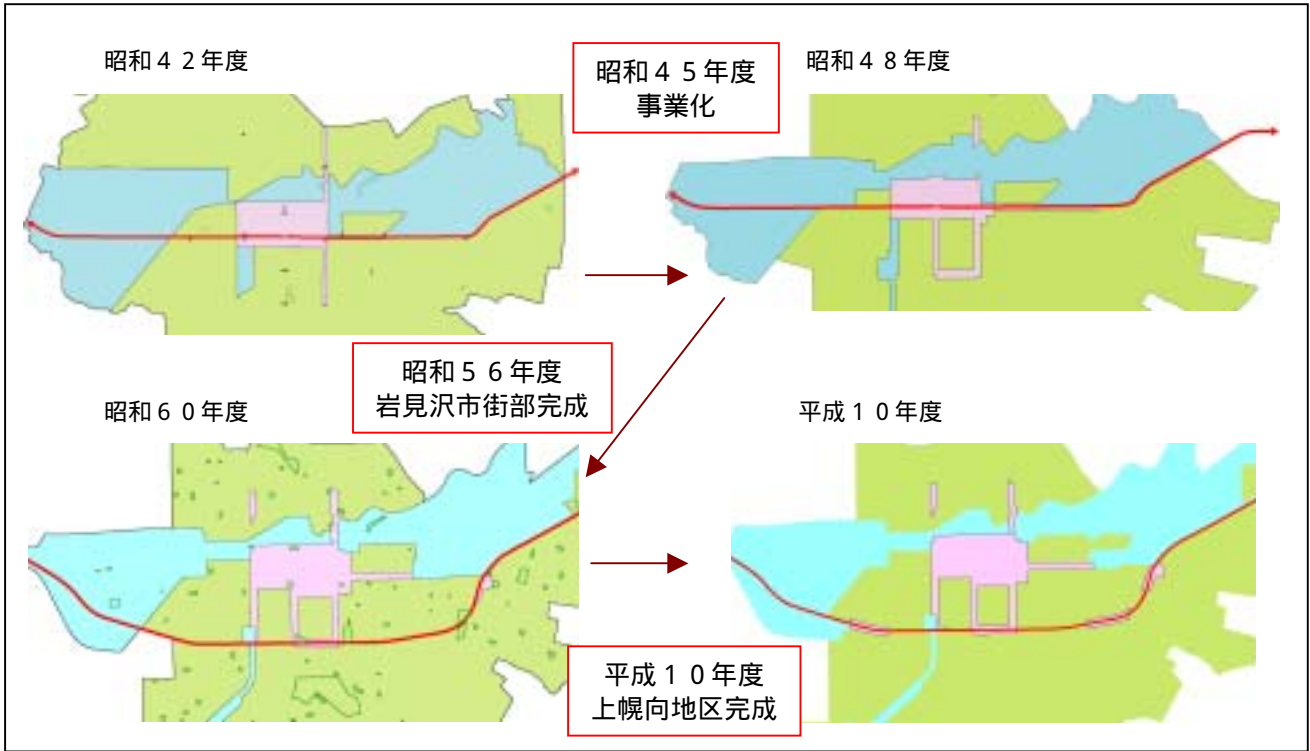 昭和４２年度
昭和４５年度
事業化
昭和４８年度
昭和５６年度
岩見沢市街部完成
昭和６０年度
平成１０年度
平成１０年度
上幌向地区完成